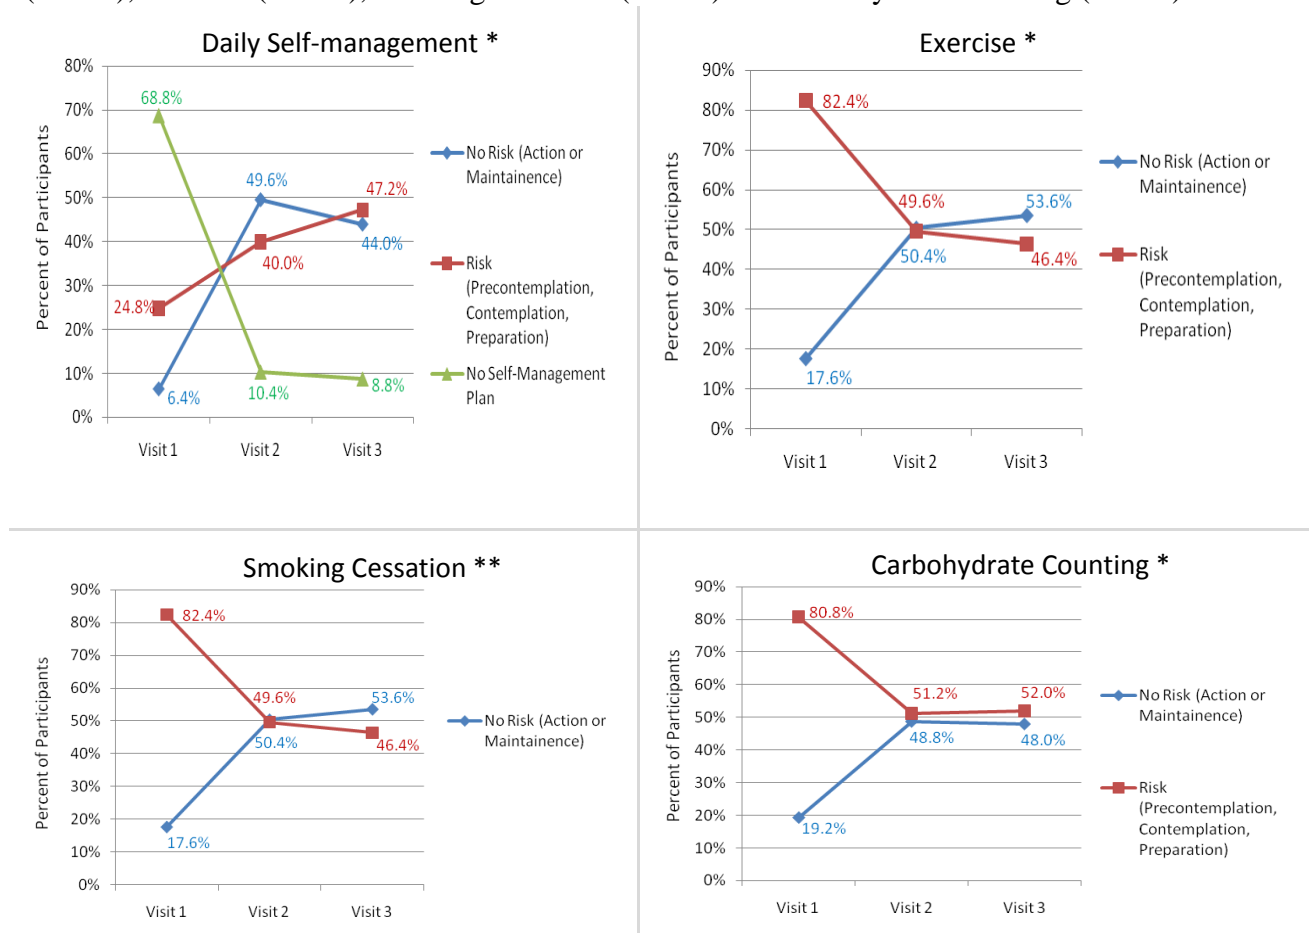 Daily Self-management *
80%
70%
60%
50%
40%
30%
20%
10%
0%
Percent of Participants
68.8%
49.6%
47.2%
44.0%
40.0%
24.8%
6.4%
10.4%
8.8%
Visit 1
Visit 2
Visit 3
No Risk (Action or
Maintainence)
Risk
(Precontemplation,
Contemplation,
Preparation)
No Self-Management
Plan
Exercise *
90%
80%
70%
60%
50%
40%
30%
20%
10%
0%
Percent of Participants
82.4%
49.6%
53.6%
50.4%
46.4%
17.6%
Visit 1
Visit 2
Visit 3
No Risk (Action or
Maintainence)
Risk
(Precontemplation,
Contemplation,
Preparation)
Smoking Cessation **
90%
80%
70%
60%
50%
40%
30%
20%
10%
0%
Percent of Participants
82.4%
49.6%
53.6%
50.4%
46.4%
17.6%
Visit 1
Visit 2
Visit 3
No Risk (Action or
Maintainence)
Carbohydrate Counting *
90%
80%
70%
60%
50%
40%
30%
20%
10%
0%
Percent of Participants
80.8%
51.2%
52.0%
48.8%
48.0%
19.2%
Visit 1
Visit 2
Visit 3
No Risk (Action or
Maintainence)
Risk
(Precontemplation,
Contemplation,
Preparation)